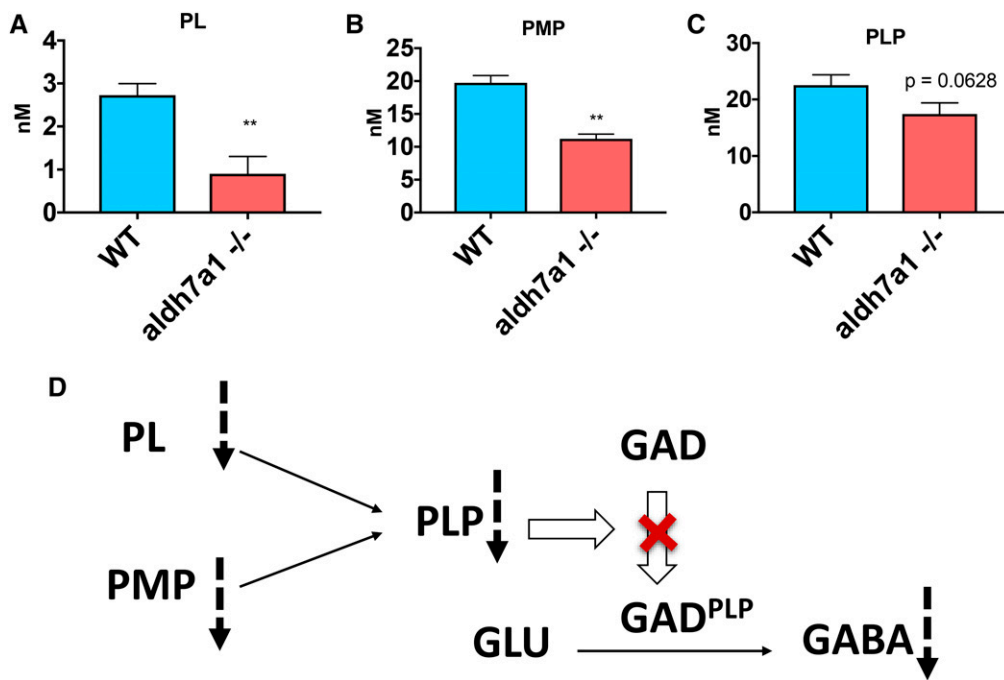 A
PL
nM
4
3
2
1
0
WT
aldh7a1 -/-
B
PMP
nM
25
20
15
10
5
0
**
WT
aldh7a1 -/-
**
C
PLP
nM
30
20
10
0
p = 0.0628
WT
aldh7a1 -/-
D
PL
PMP
PLP
GAD
GAD^PLP
GLU
GABA